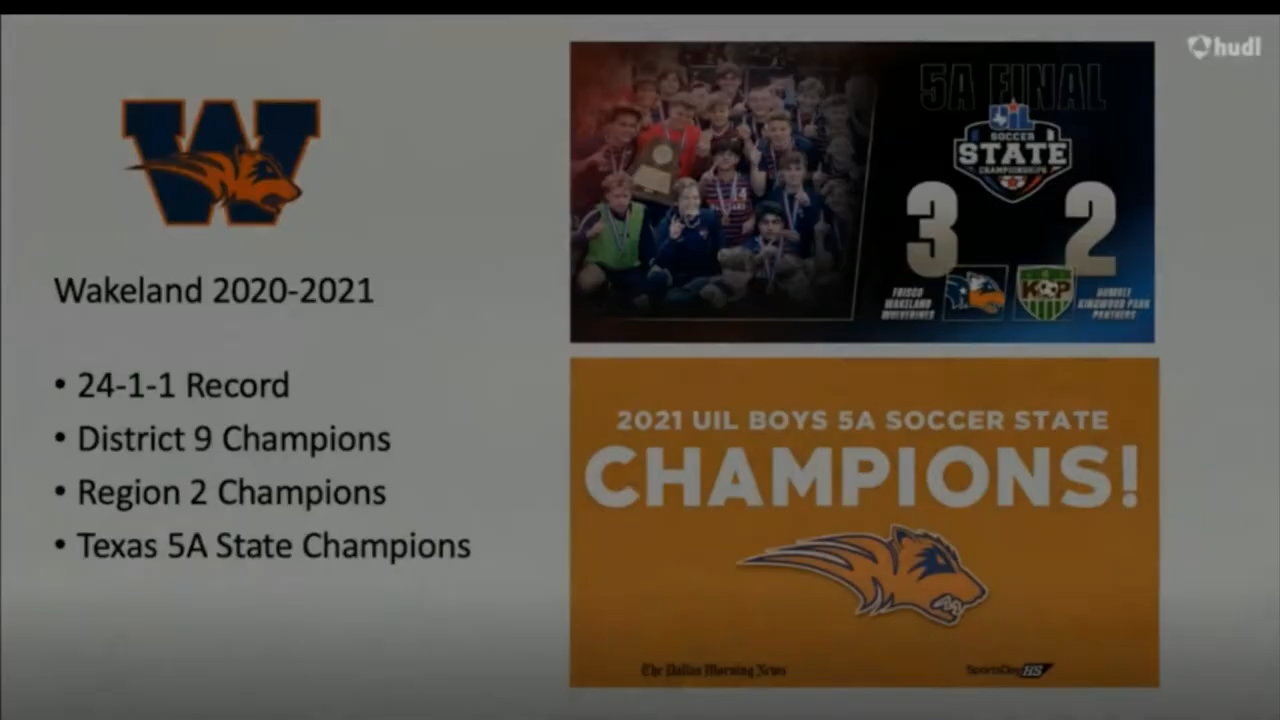 hudl
W
Wakeland 2020-2021
• 24-1-1 Record
• District 9 Champions
• Region 2 Champions
• Texas 5A State Champions
5A FINAL
UIL
SOCCER
STATE
CHAMPIONSHIPS
3 2
FRISCO
WAKELAND
WOLVERINES
KP
HUMBLE
KINGWOOD PARK
PANTHERS
2021 UIL BOYS 5A SOCCER STATE
CHAMPIONS!
The Dallas Morning News
SportsDayHS